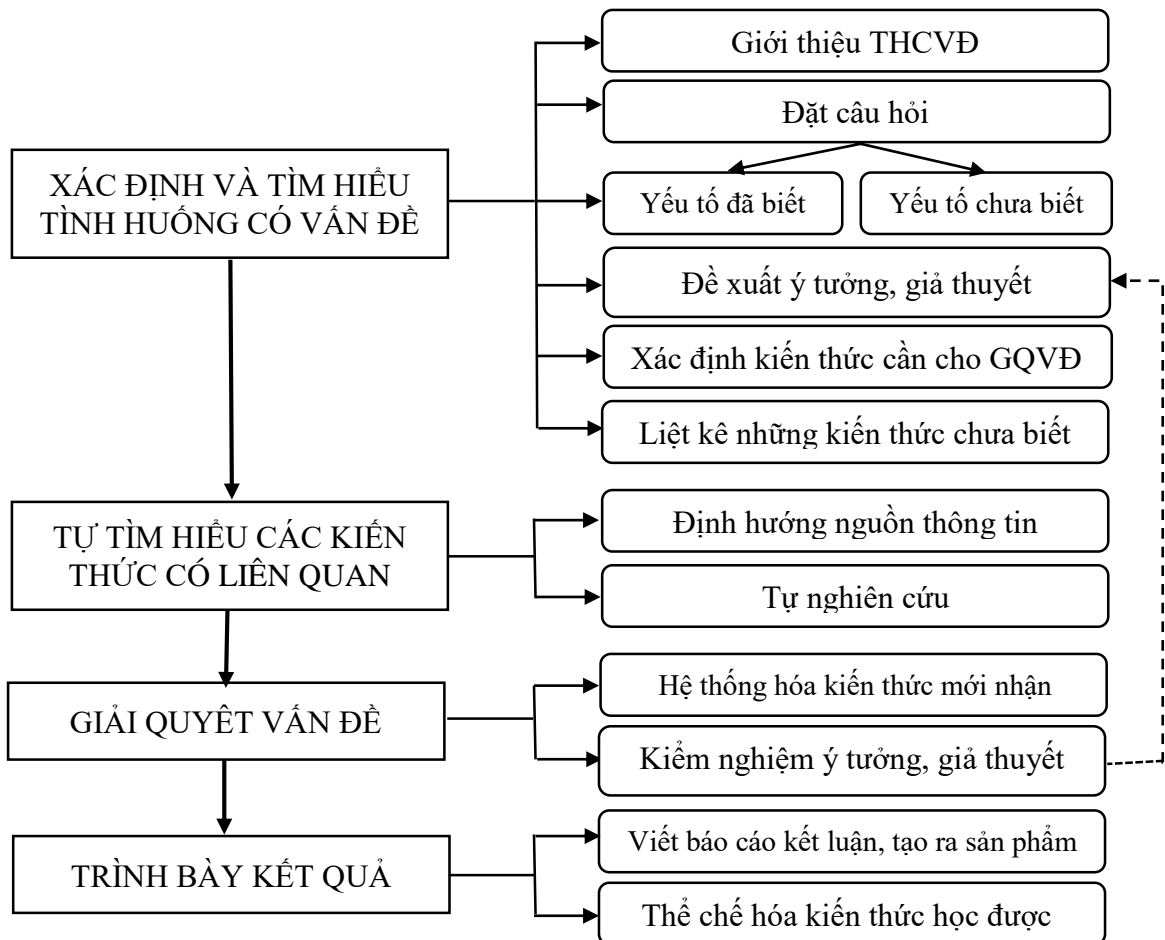 Giới thiệu THCVĐ
Đặt câu hỏi
XÁC ĐỊNH VÀ TÌM HIỂU
TÌNH HUỐNG CÓ VẤN ĐỀ
Yếu tố đã biết
Yếu tố chưa biết
Đề xuất ý tưởng, giả thuyết
Xác định kiến thức cần cho GQVĐ
Liệt kê những kiến thức chưa biết
TỰ TÌM HIỂU CÁC KIẾN
THỨC CÓ LIÊN QUAN
Định hướng nguồn thông tin
Tự nghiên cứu
GIẢI QUYÊT VẤN ĐỀ
Hệ thống hóa kiến thức mới nhận
Kiểm nghiệm ý tưởng, giả thuyết
TRÌNH BÀY KẾT QUẢ
Viết báo cáo kết luận, tạo ra sản phẩm
Thể chế hóa kiến thức học được